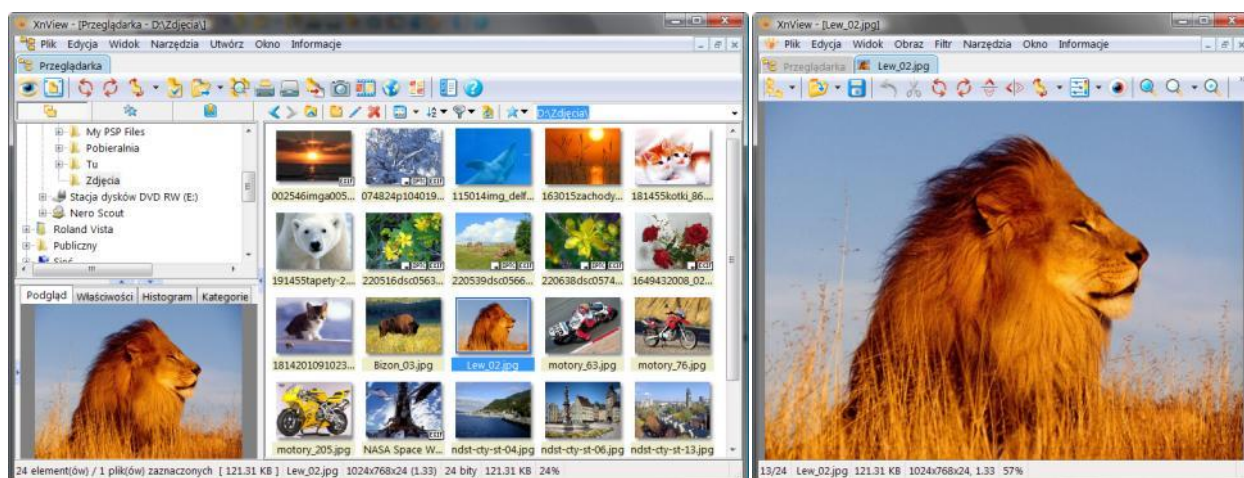 XnView - [Przeglądarka - D:\Zdjęcia\]
Plik Edycja Widok Narzędzia Utwórz Okno Informacje
Przeglądarka
D:\Zdjęcia\
My PSP Files
Pobieralnia
Tu
Zdjęcia
Stacja dysków DVD RW (E:)
Nero Scout
Roland Vista
Publiczny
Sieć
Podgląd Właściwości Histogram Kategorie
002546imga005... 074824p104019... 115014img_delf... 163015zachody... 181455kotki_86....
191455tapety-2... 220516dsc0563... 220539dsc0566... 220638dsc0574... 1649432008_02...
1814201091023... Bizon_03.jpg Lew_02.jpg motory_63.jpg motory_76.jpg
motory_205.jpg NASA Space W... ndst-cty-st-04.jpg ndst-cty-st-06.jpg ndst-cty-st-13.jpg
24 element(ów) / 1 plik(ów) zaznaczonych [ 121.31 KB ] Lew_02.jpg 1024x768x24 (1.33) 24 bity 121.31 KB 24%
XnView - [Lew_02.jpg]
Plik Edycja Widok Obraz Filtr Narzędzia Okno Informacje
Przeglądarka Lew_02.jpg
13/24 Lew_02.jpg 121.31 KB 1024x768x24, 1.33 57%